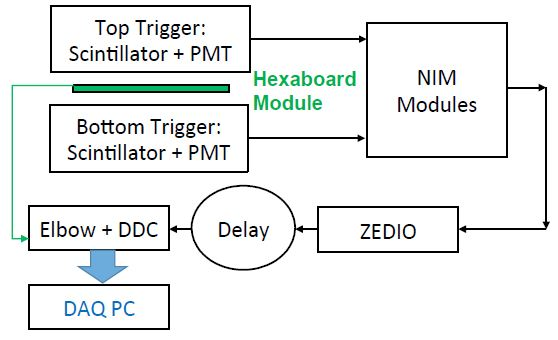 Top Trigger:
Scintillator + PMT
Hexaboard
Module
NIM
Modules
Bottom Trigger:
Scintillator + PMT
Elbow + DDC
Delay
ZEDIO
DAQ PC